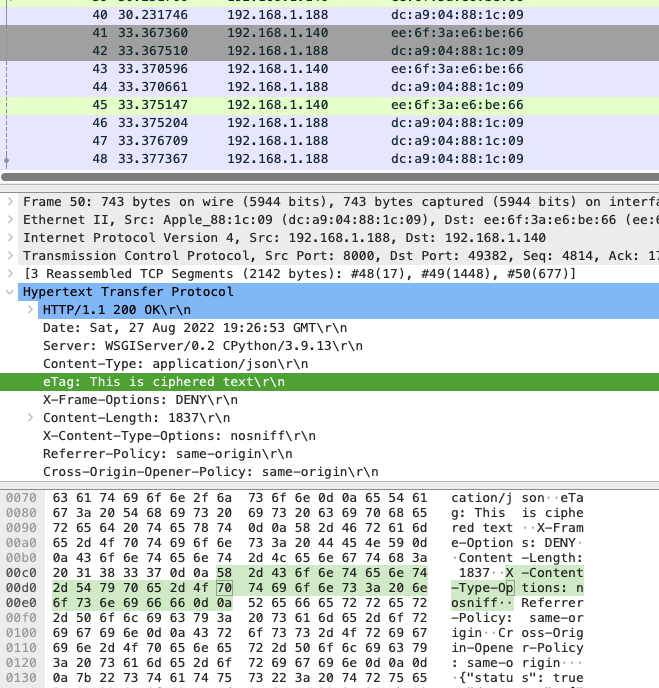 40 30.231746 192.168.1.188 dc:a9:04:88:1c:09
41 33.367360 192.168.1.140 ee:6f:3a:e6:be:66
42 33.367510 192.168.1.188 dc:a9:04:88:1c:09
43 33.370596 192.168.1.140 ee:6f:3a:e6:be:66
44 33.370661 192.168.1.188 dc:a9:04:88:1c:09
45 33.375147 192.168.1.140 ee:6f:3a:e6:be:66
46 33.375204 192.168.1.188 dc:a9:04:88:1c:09
47 33.376709 192.168.1.188 dc:a9:04:88:1c:09
48 33.377367 192.168.1.188 dc:a9:04:88:1c:09
Frame 50: 743 bytes on wire (5944 bits), 743 bytes captured (5944 bits) on interfa
Ethernet II, Src: Apple_88:1c:09 (dc:a9:04:88:1c:09), Dst: ee:6f:3a:e6:be:66 (ee:6
Internet Protocol Version 4, Src: 192.168.1.188, Dst: 192.168.1.140
Transmission Control Protocol, Src Port: 8000, Dst Port: 49382, Seq: 4814, Ack: 17
[3 Reassembled TCP Segments (2142 bytes): #48(17), #49(1448), #50(677)]
Hypertext Transfer Protocol
HTTP/1.1 200 OK\r\n
Date: Sat, 27 Aug 2022 19:26:53 GMT\r\n
Server: WSGIServer/0.2 CPython/3.9.13\r\n
Content-Type: application/json\r\n
eTag: This is ciphered text\r\n
X-Frame-Options: DENY\r\n
Content-Length: 1837\r\n
X-Content-Type-Options: nosniff\r\n
Referrer-Policy: same-origin\r\n
Cross-Origin-Opener-Policy: same-origin\r\n
0070 63 61 74 69 6f 6e 2f 6a 73 6f 6e 0d 0a 65 54 61 cation/j son··eTa
0080 67 3a 20 54 68 69 73 20 69 73 20 63 69 70 68 65 g: This is ciphe
0090 72 65 64 20 74 65 78 74 0d 0a 58 2d 46 72 61 6d red text ··X-Fram
00a0 65 2d 4f 70 74 69 6f 6e 73 3a 20 44 45 4e 59 0d e-Option s: DENY·
00b0 0a 43 6f 6e 74 65 6e 74 2d 4c 65 6e 67 74 68 3a ·Content -Length:
00c0 20 31 38 33 37 0d 0a 58 2d 43 6f 6e 74 65 6e 74 1837··X -Content
00d0 2d 54 79 70 65 2d 4f 70 74 69 6f 6e 73 3a 20 6e -Type-Op tions: n
00e0 6f 73 6e 69 66 66 0d 0a 52 65 66 65 72 72 65 72 osniff·· Referrer
00f0 2d 50 6f 6c 69 63 79 3a 20 73 61 6d 65 2d 6f 72 -Policy: same-or
0100 69 67 69 6e 0d 0a 43 72 6f 73 73 2d 4f 72 69 67 igin··Cr oss-Orig
0110 69 6e 2d 4f 70 65 6e 65 72 2d 50 6f 6c 69 63 79 in-Opene r-Policy
0120 3a 20 73 61 6d 65 2d 6f 72 69 67 69 6e 0d 0a 0d : same-o rigin···
0130 0a 7b 22 73 74 61 74 75 73 22 3a 20 74 72 75 65 ·{"statu s": true